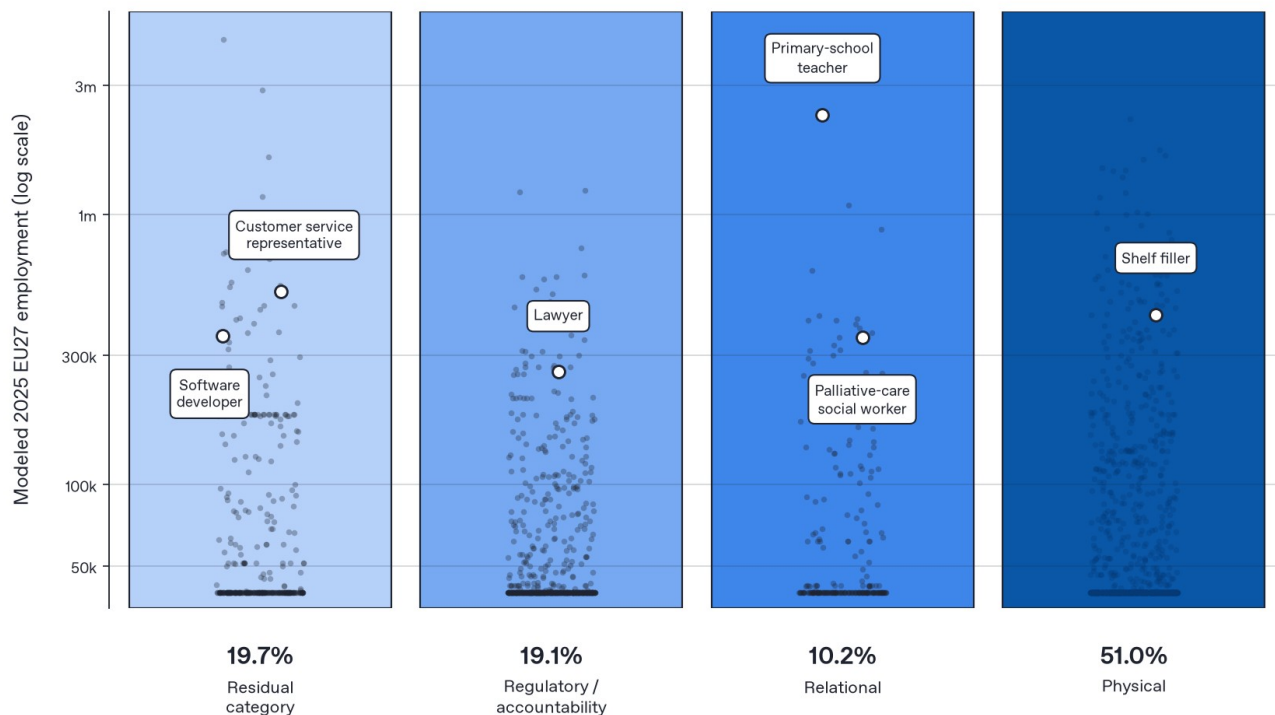 Modeled 2025 EU27 employment (log scale)
3m
1m
300k
100k
50k
Customer service
representative
Software
developer
Lawyer
Primary-school
teacher
Palliative-care
social worker
Shelf filler
19.7%
Residual
category
19.1%
Regulatory /
accountability
10.2%
Relational
51.0%
Physical